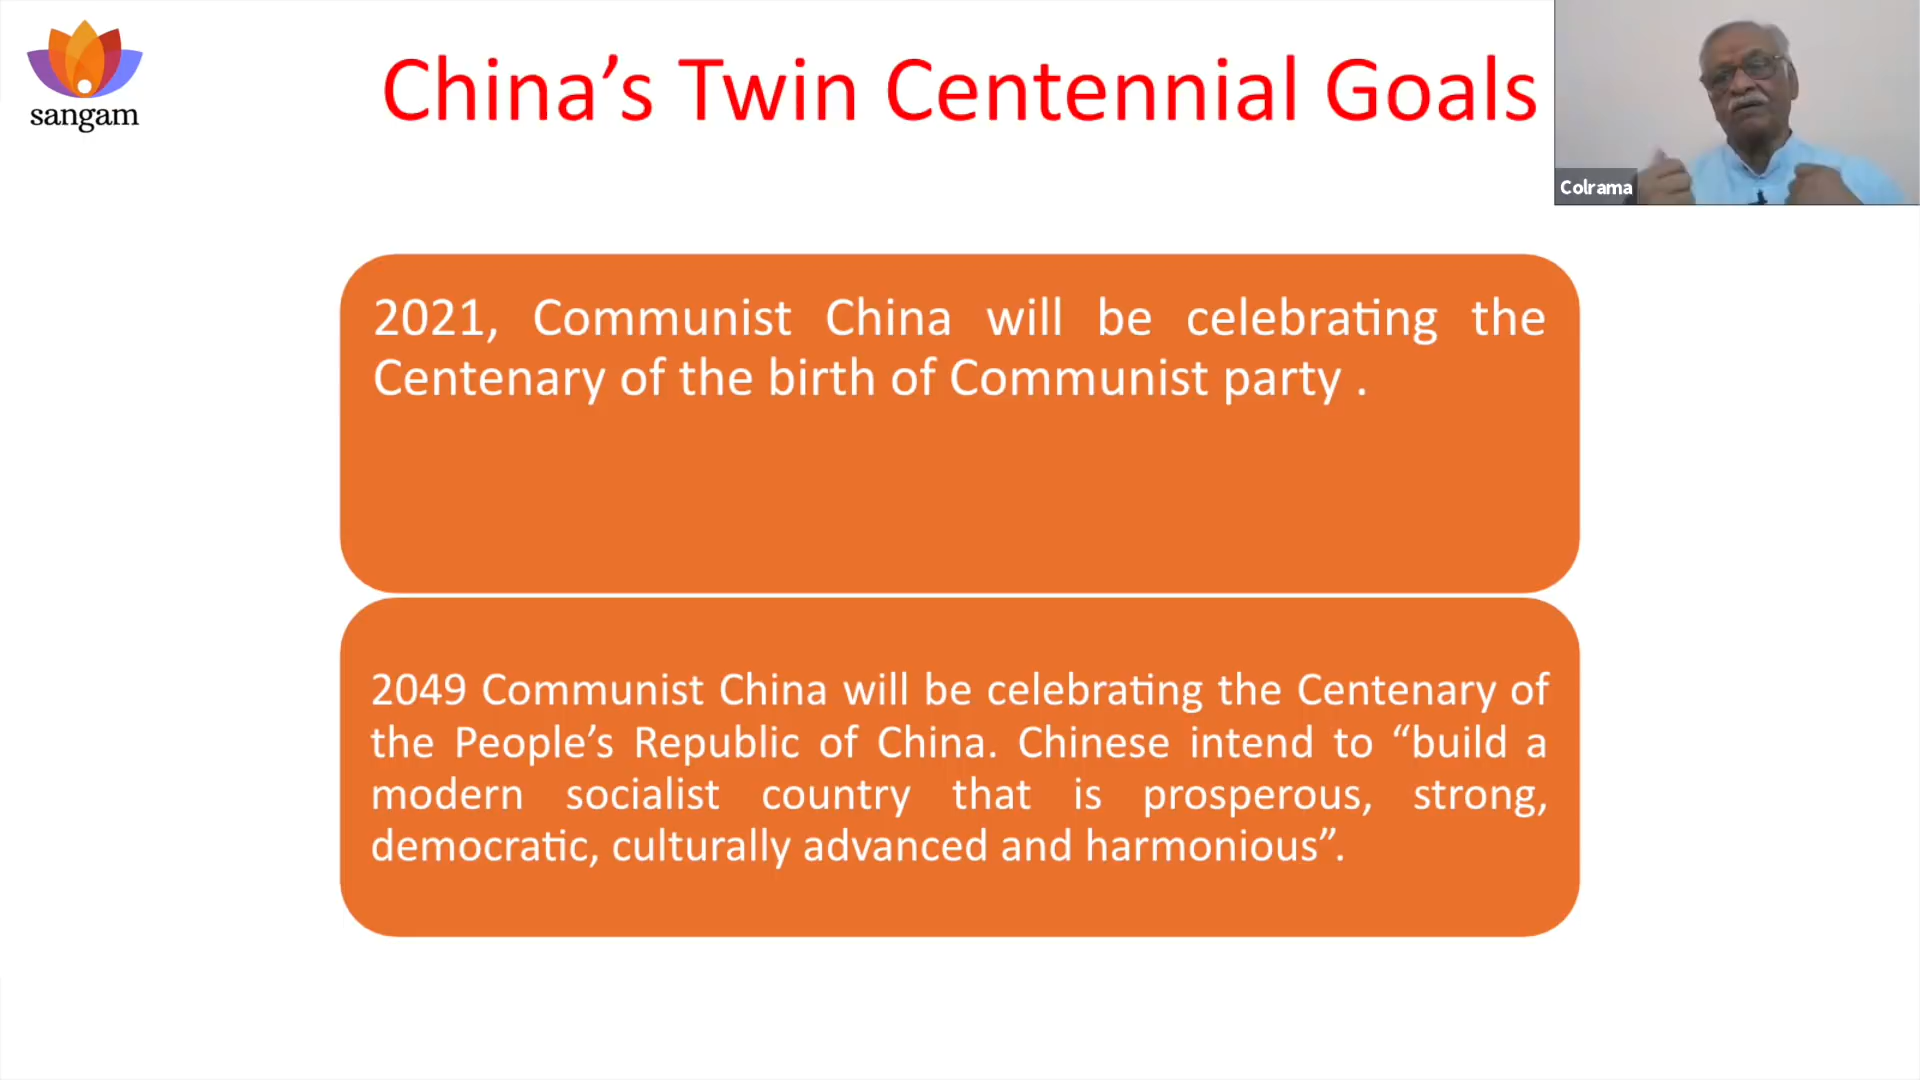 sangam
China’s Twin Centennial Goals
Colrama
2021, Communist China will be celebrating the
Centenary of the birth of Communist party .
2049 Communist China will be celebrating the Centenary of
the People’s Republic of China. Chinese intend to “build a
modern socialist country that is prosperous, strong,
democratic, culturally advanced and harmonious”.